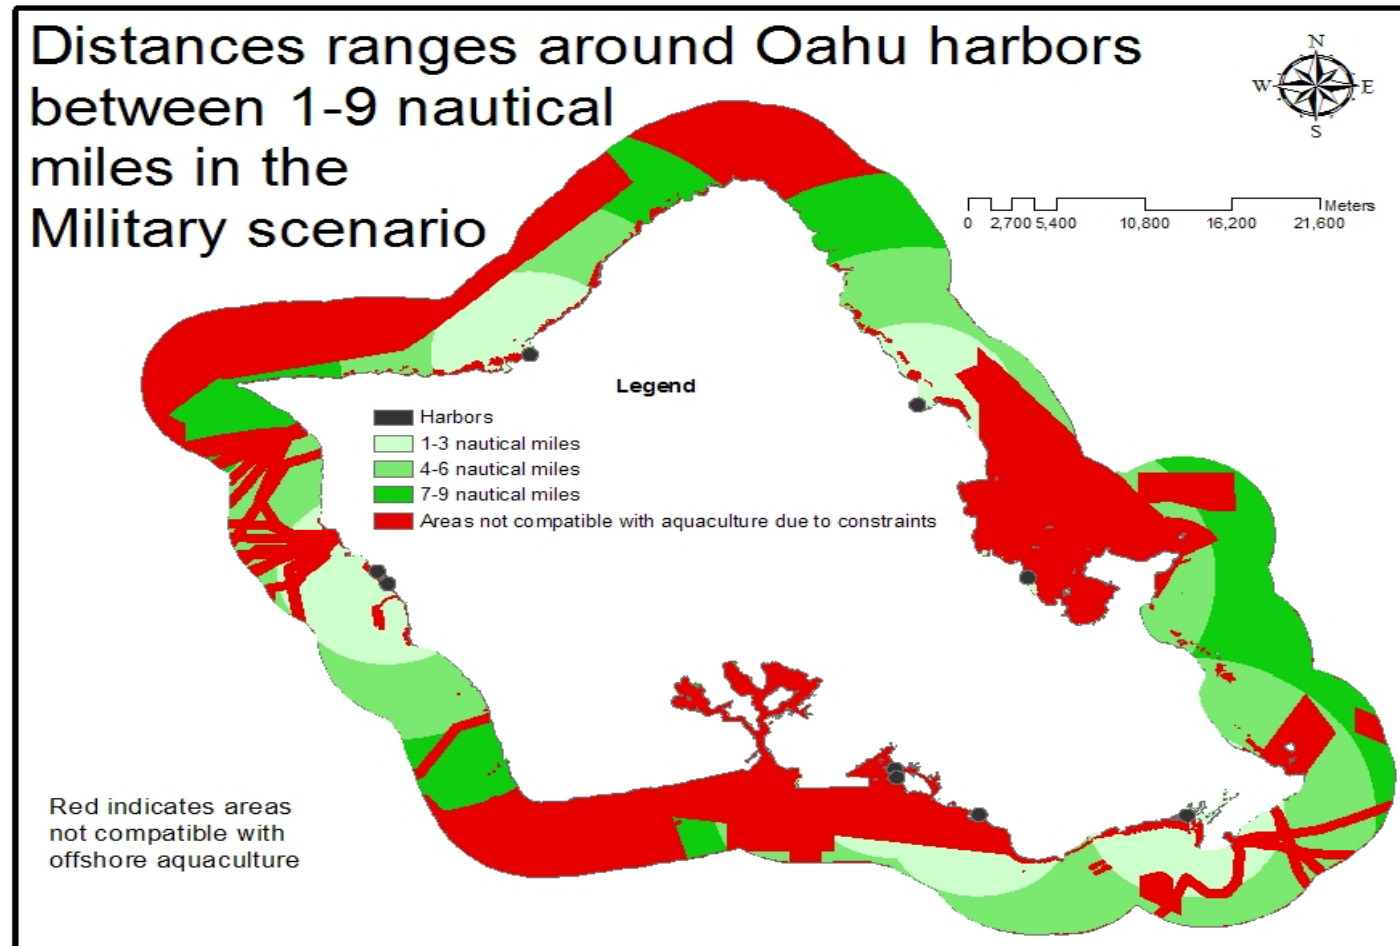 Distances ranges around Oahu harbors
between 1-9 nautical
miles in the
Military scenario
N
W E
S
Meters
0 2,700 5,400 10,800 16,200 21,600
Legend
Harbors
1-3 nautical miles
4-6 nautical miles
7-9 nautical miles
Areas not compatible with aquaculture due to constraints
Red indicates areas
not compatible with
offshore aquaculture